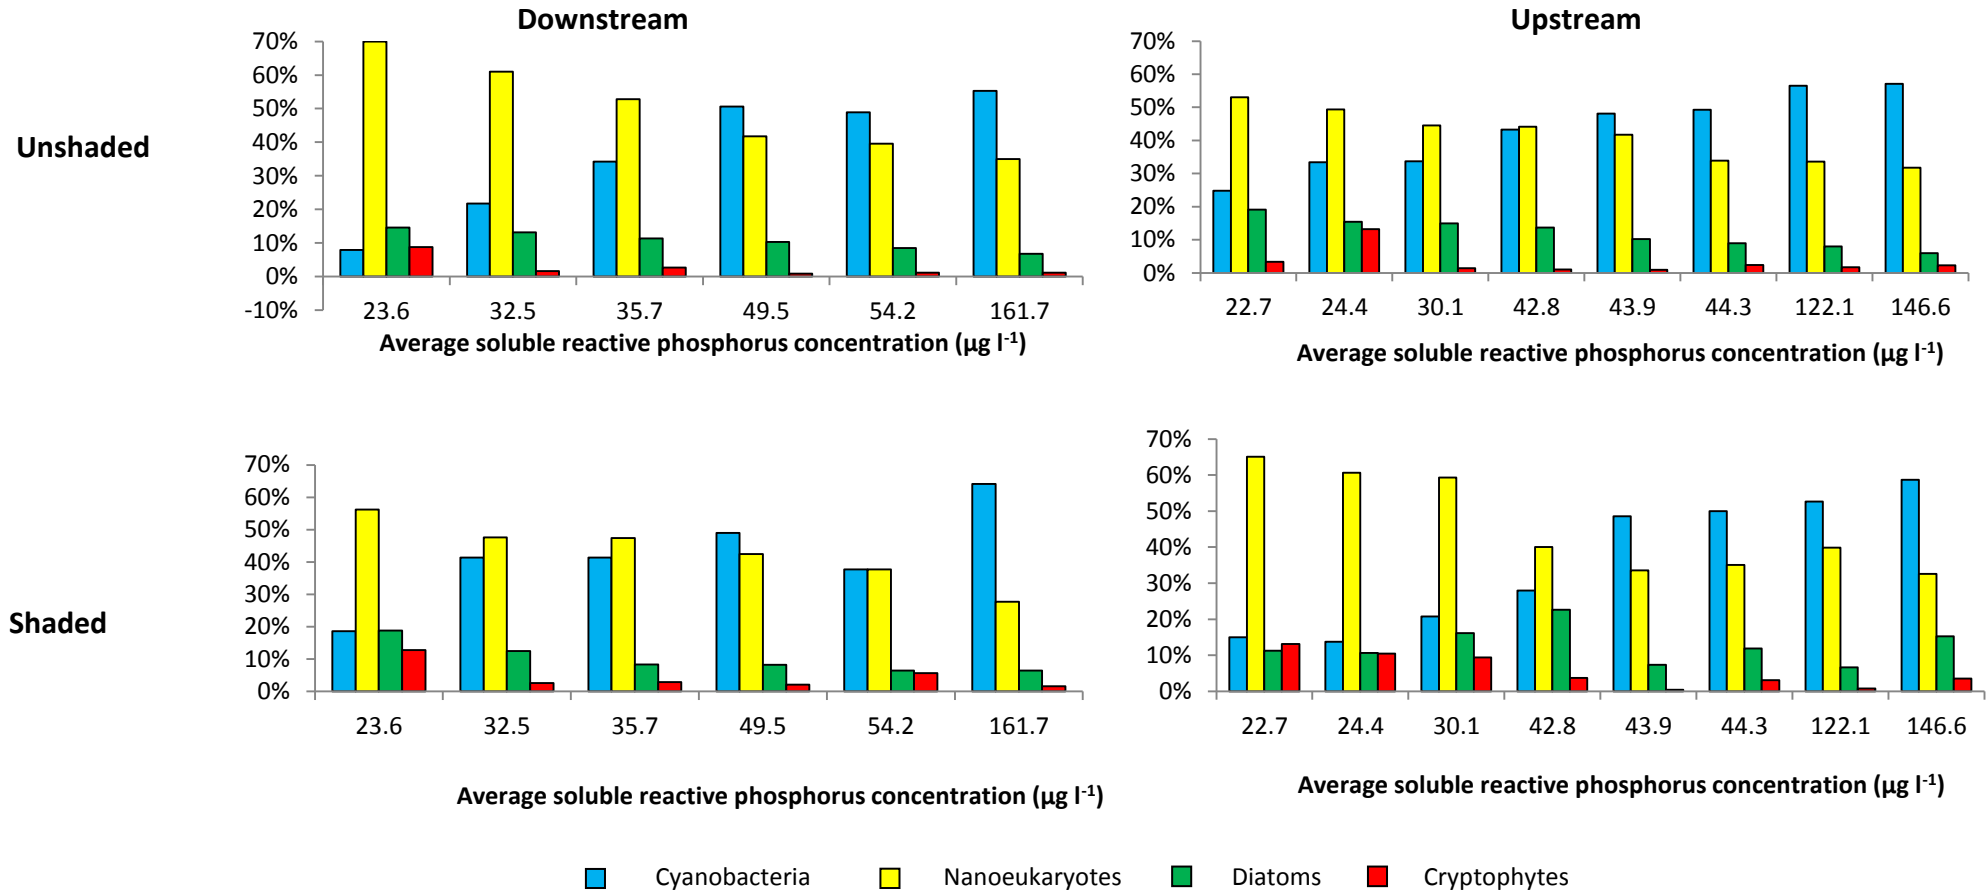 Downstream
Upstream
Unshaded
70%
60%
50%
40%
30%
20%
10%
0%
-10%
23.6 32.5 35.7 49.5 54.2 161.7
Average soluble reactive phosphorus concentration (µg l⁻¹)
70%
60%
50%
40%
30%
20%
10%
0%
22.7 24.4 30.1 42.8 43.9 44.3 122.1 146.6
Average soluble reactive phosphorus concentration (µg l⁻¹)
Shaded
70%
60%
50%
40%
30%
20%
10%
0%
23.6 32.5 35.7 49.5 54.2 161.7
Average soluble reactive phosphorus concentration (µg l⁻¹)
70%
60%
50%
40%
30%
20%
10%
0%
22.7 24.4 30.1 42.8 43.9 44.3 122.1 146.6
Average soluble reactive phosphorus concentration (µg l⁻¹)
Cyanobacteria Nanoeukaryotes Diatoms Cryptophytes